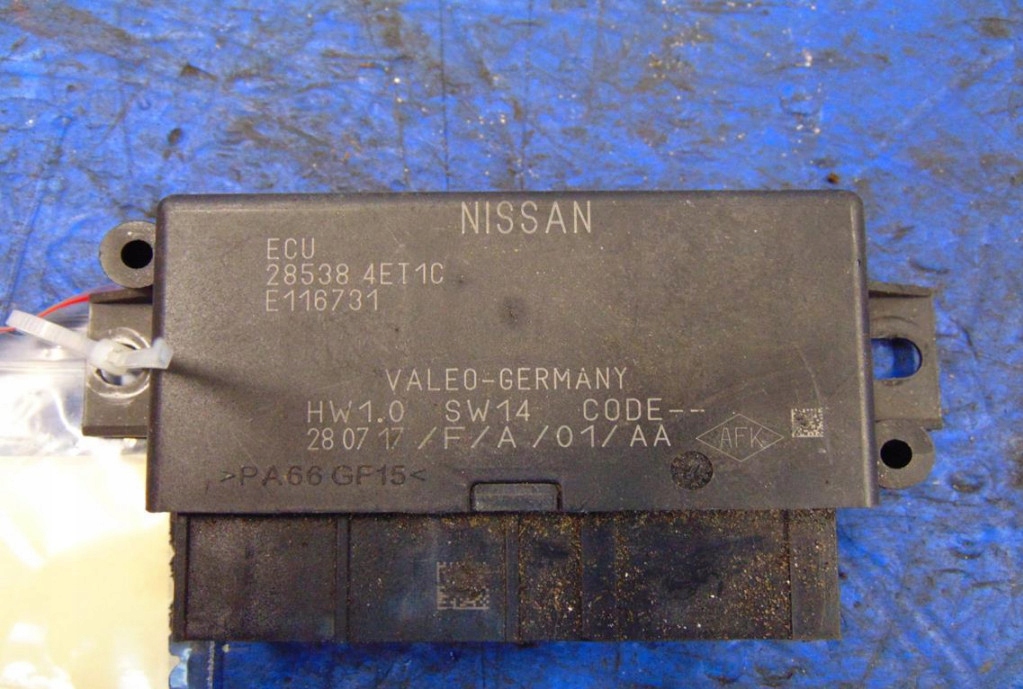 NISSAN
ECU
28538 4ET1C
E116731
VALEO-GERMANY
HW1.0 SW14 CODE--
28 07 17 /F/A/01/AA
AFK
>PA66 GF15<